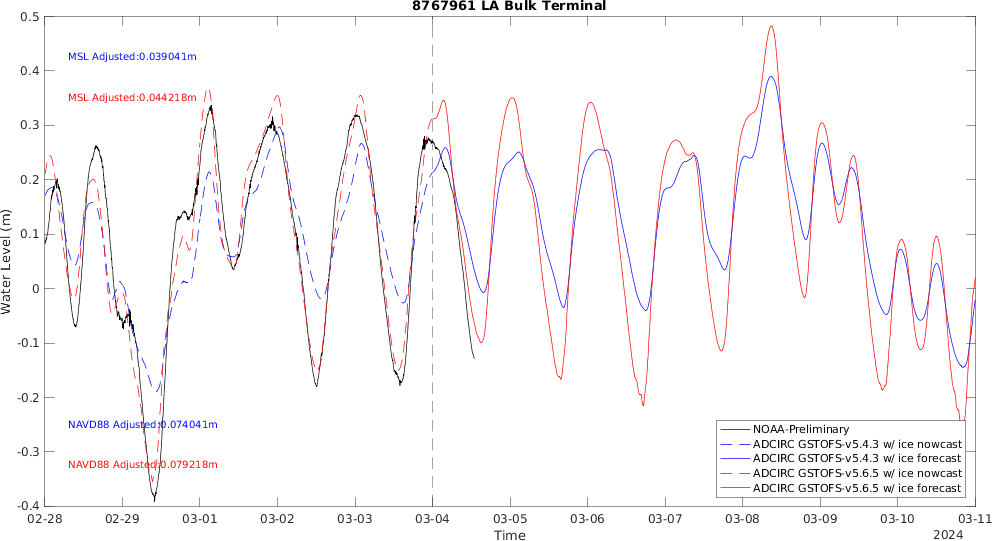 8767961 LA Bulk Terminal
0.5
0.4
0.3
0.2
0.1
0
-0.1
-0.2
-0.3
-0.4
Water Level (m)
MSL Adjusted:0.039041m
MSL Adjusted:0.044218m
NAVD88 Adjusted:0.074041m
NAVD88 Adjusted:0.079218m
NOAA-Preliminary
ADCIRC GSTOFS-v5.4.3 w/ ice nowcast
ADCIRC GSTOFS-v5.4.3 w/ ice forecast
ADCIRC GSTOFS-v5.6.5 w/ ice nowcast
ADCIRC GSTOFS-v5.6.5 w/ ice forecast
02-28 02-29 03-01 03-02 03-03 03-04 03-05 03-06 03-07 03-08 03-09 03-10 03-11
Time
2024